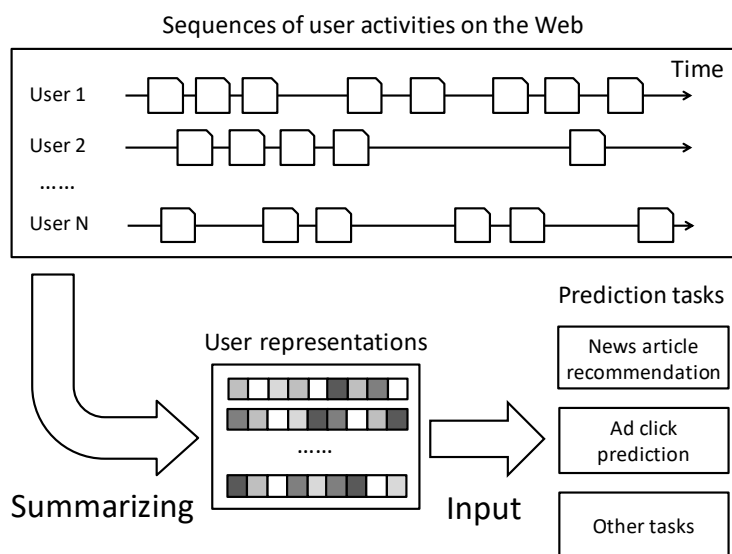 Sequences of user activities on the Web
Time
User 1
User 2
......
User N
Prediction tasks
User representations
News article
recommendation
Ad click
prediction
......
Summarizing
Input
Other tasks